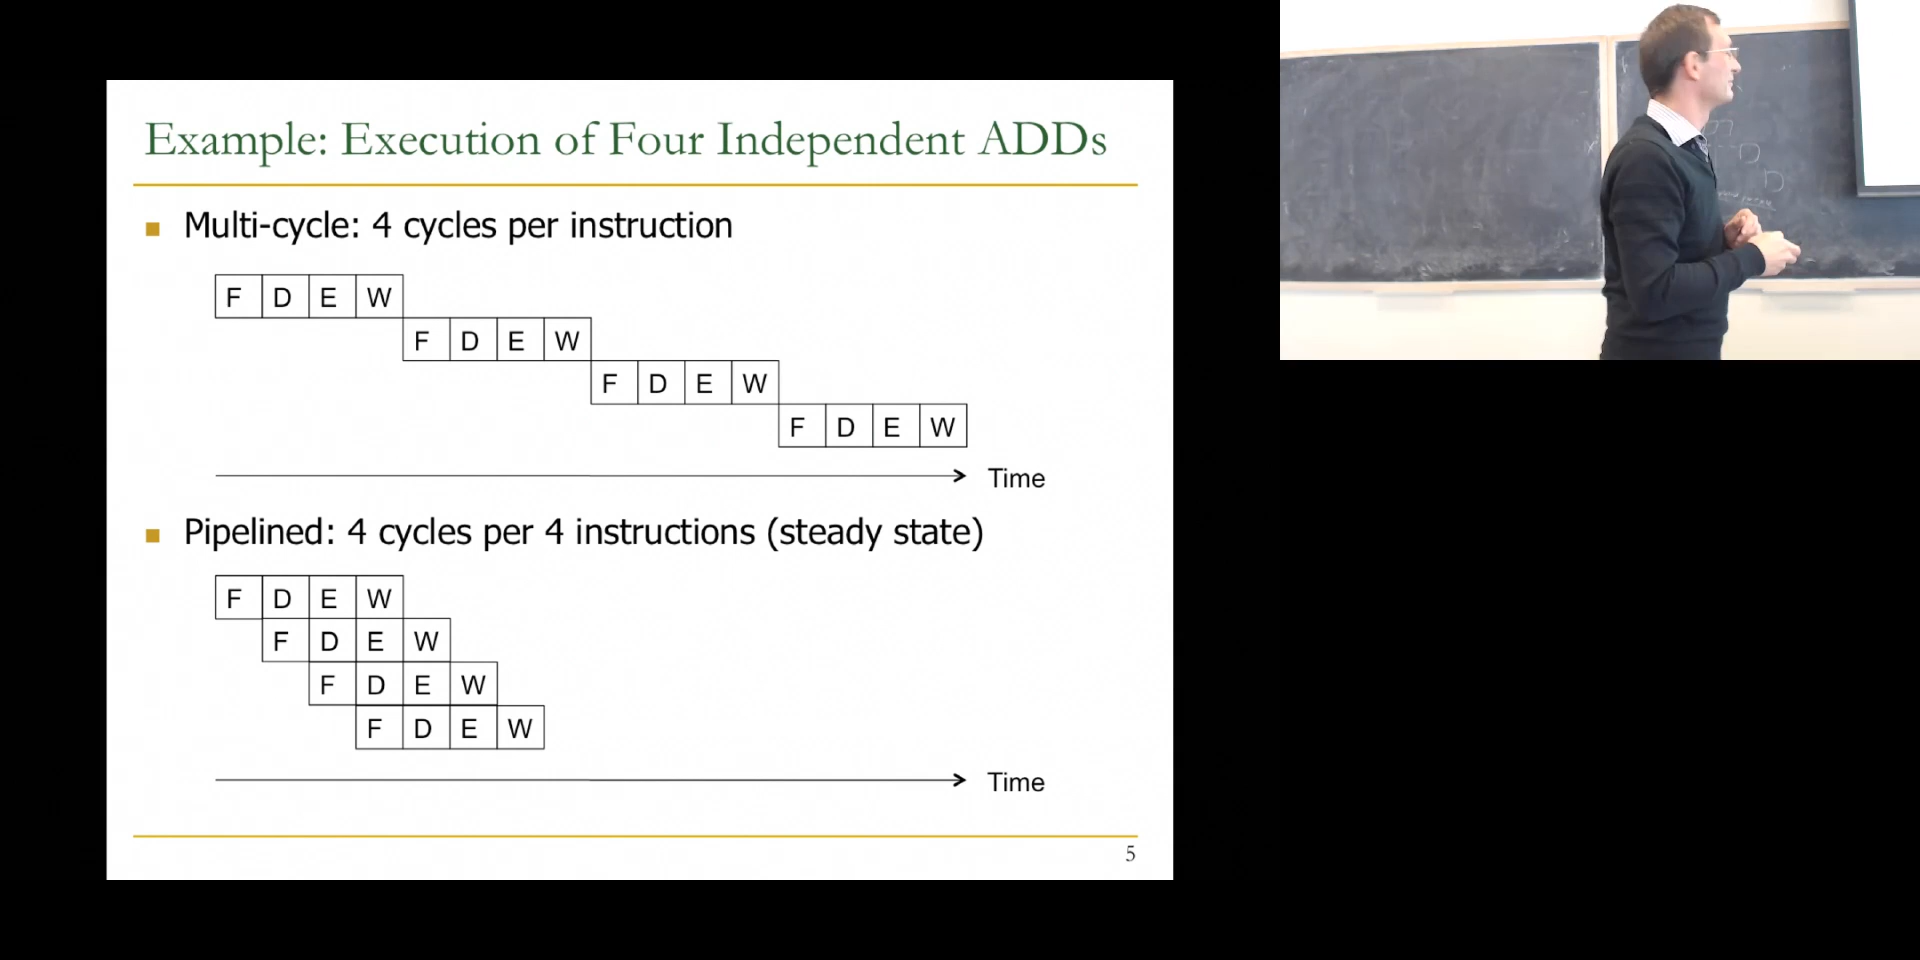 Example: Execution of Four Independent ADDs
Multi-cycle: 4 cycles per instruction
F D E W
F D E W
F D E W
F D E W
Time
Pipelined: 4 cycles per 4 instructions (steady state)
F D E W
F D E W
F D E W
F D E W
Time
5